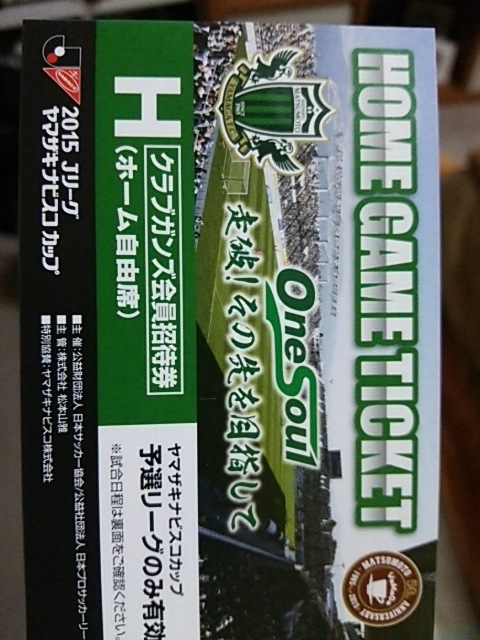 HOME GAME TICKET
MATSUMOTO
YAMAGA F.C.
One Soul
走破!その先を目指して
MATSUMOTO
50
ANNIVERSARY
H
クラブガンズ会員招待券
(ホーム自由席)
ヤマザキナビスコカップ
予選リーグのみ有効
※試合日程は裏面をご確認ください。
2015 Jリーグ
ヤマザキナビスコ カップ
■主 催:公益財団法人 日本サッカー協会/公益社団法人 日本プロサッカーリー
■主 管:株式会社 松本山雅
■特別協賛:ヤマザキナビスコ株式会社